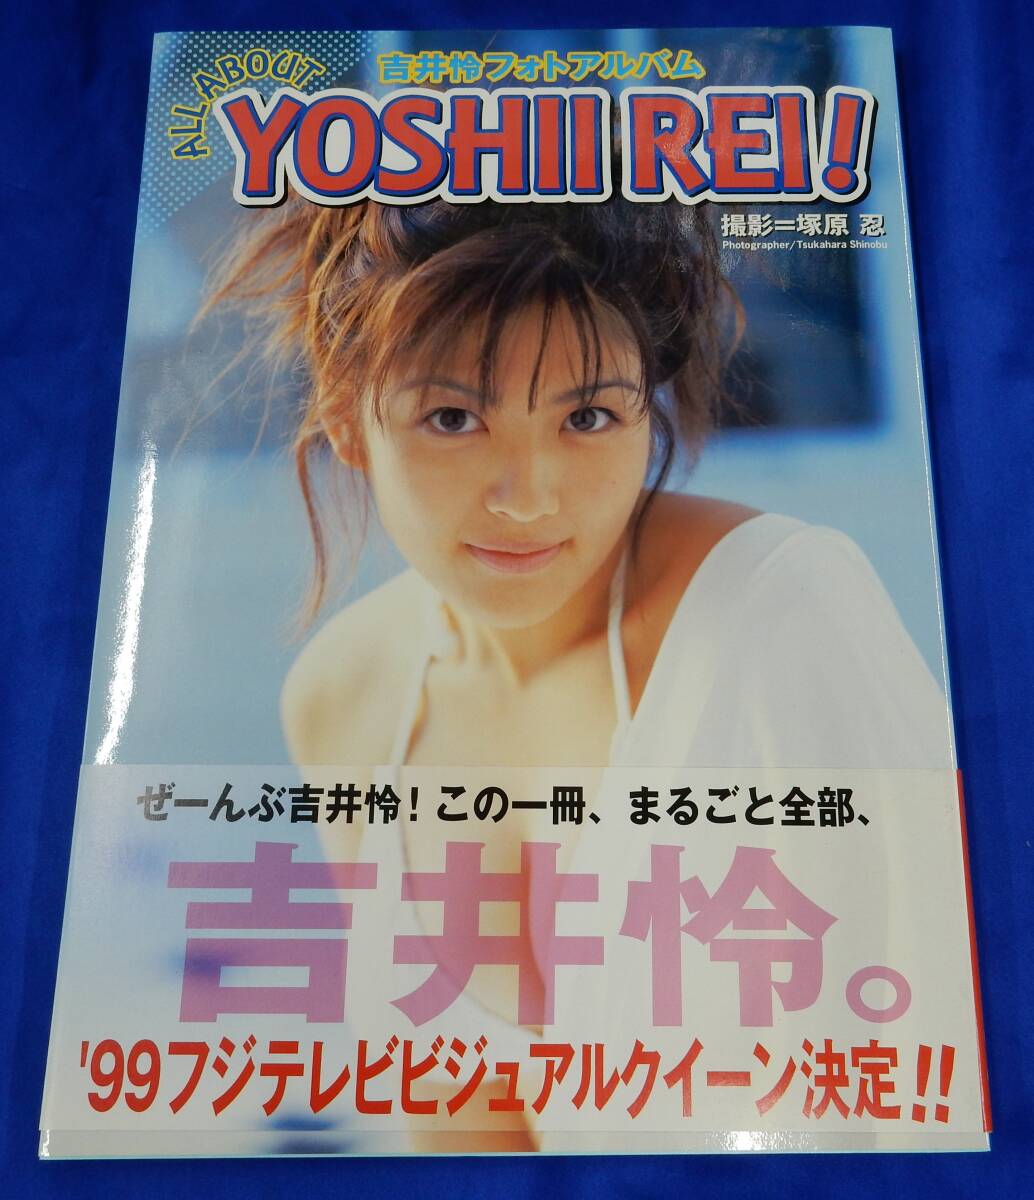 ALL ABOUT
吉井怜フォトアルバム
YOSHII REI!
撮影=塚原 忍
Photographer/Tsukahara Shinobu
ぜーんぶ吉井怜!この一冊、まるごと全部、
吉井怜。
'99フジテレビビジュアルクイーン決定!!